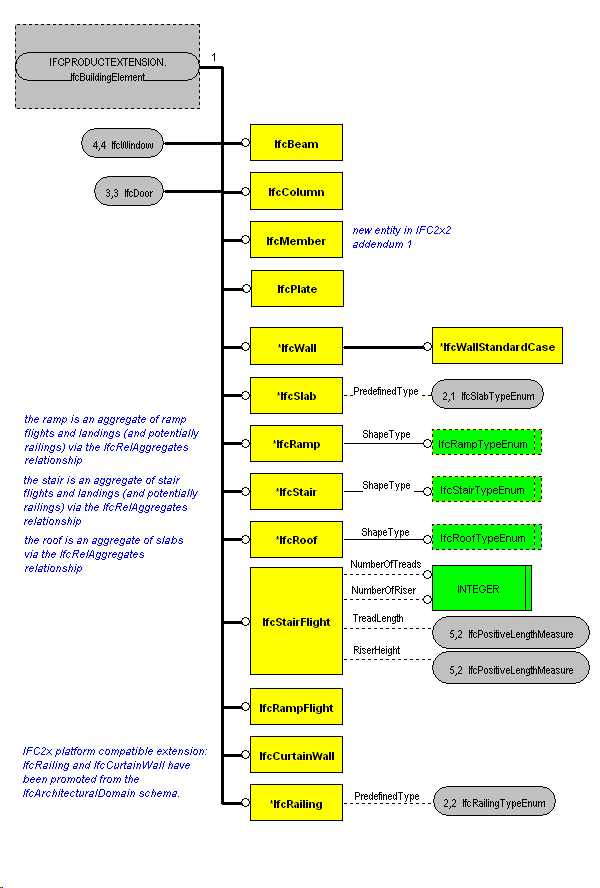 IFCPRODUCTEXTENSION.
IfcBuildingElement
1
4,4 IfcWindow
IfcBeam
3,3 IfcDoor
IfcColumn
IfcMember
new entity in IFC2x2
addendum 1
IfcPlate
*IfcWall
*IfcWallStandardCase
*IfcSlab
PredefinedType
2,1 IfcSlabTypeEnum
the ramp is an aggregate of ramp
flights and landings (and potentially
railings) via the IfcRelAggregates
relationship
*IfcRamp
ShapeType
IfcRampTypeEnum
the stair is an aggregate of stair
flights and landings (and potentially
railings) via the IfcRelAggregates
relationship
*IfcStair
ShapeType
IfcStairTypeEnum
the roof is an aggregate of slabs
via the IfcRelAggregates
relationship
*IfcRoof
ShapeType
IfcRoofTypeEnum
IfcStairFlight
NumberOfTreads
NumberOfRiser
INTEGER
TreadLength
5,2 IfcPositiveLengthMeasure
RiserHeight
5,2 IfcPositiveLengthMeasure
IfcRampFlight
IfcCurtainWall
IFC2x platform compatible extension:
IfcRailing and IfcCurtainWall have
been promoted from the
IfcArchitecturalDomain schema.
*IfcRailing
PredefinedType
2,2 IfcRailingTypeEnum